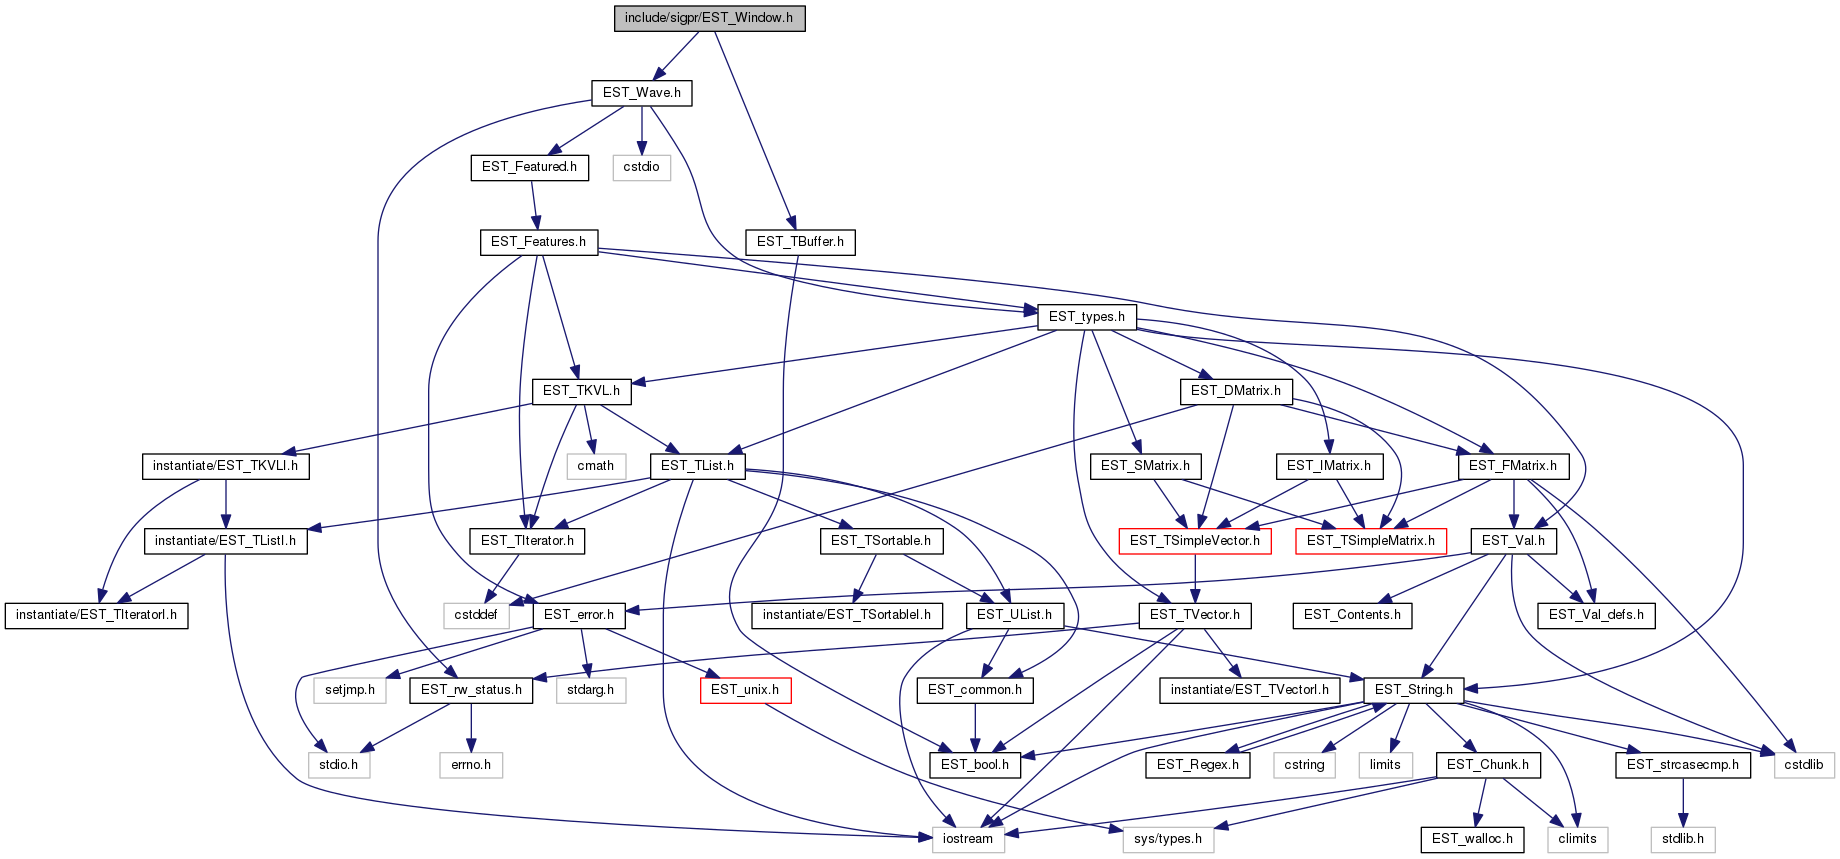 include/sigpr/EST_Window.h
EST_Wave.h
EST_Featured.h
cstdio
EST_Features.h
EST_TBuffer.h
EST_types.h
EST_TKVL.h
EST_DMatrix.h
instantiate/EST_TKVLI.h
cmath
EST_TList.h
EST_SMatrix.h
EST_IMatrix.h
EST_FMatrix.h
instantiate/EST_TListI.h
EST_TIterator.h
EST_TSortable.h
EST_TSimpleVector.h
EST_TSimpleMatrix.h
EST_Val.h
instantiate/EST_TIteratorI.h
cstddef
EST_error.h
instantiate/EST_TSortableI.h
EST_UList.h
EST_TVector.h
EST_Contents.h
EST_Val_defs.h
setjmp.h
EST_rw_status.h
stdarg.h
EST_unix.h
EST_common.h
instantiate/EST_TVectorI.h
EST_String.h
stdio.h
errno.h
EST_bool.h
EST_Regex.h
cstring
limits
EST_Chunk.h
EST_strcasecmp.h
cstdlib
iostream
sys/types.h
EST_walloc.h
climits
stdlib.h